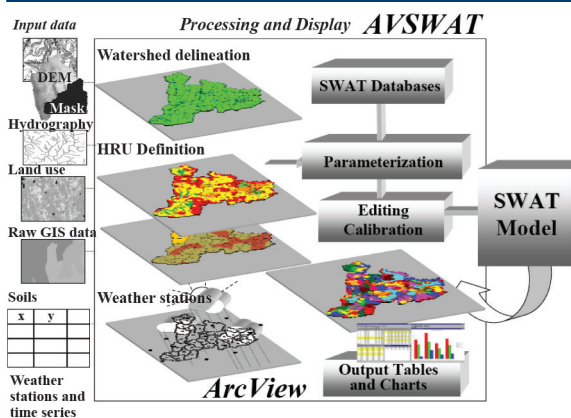 Input data
Processing and Display AVSWAT
DEM
Mask
Hydrography
Land use
Raw GIS data
Soils
x y
Weather
stations and
time series
Watershed delineation
HRU Definition
Weather stations
ArcView
SWAT Databases
Parameterization
Editing
Calibration
SWAT
Model
Output Tables
and Charts